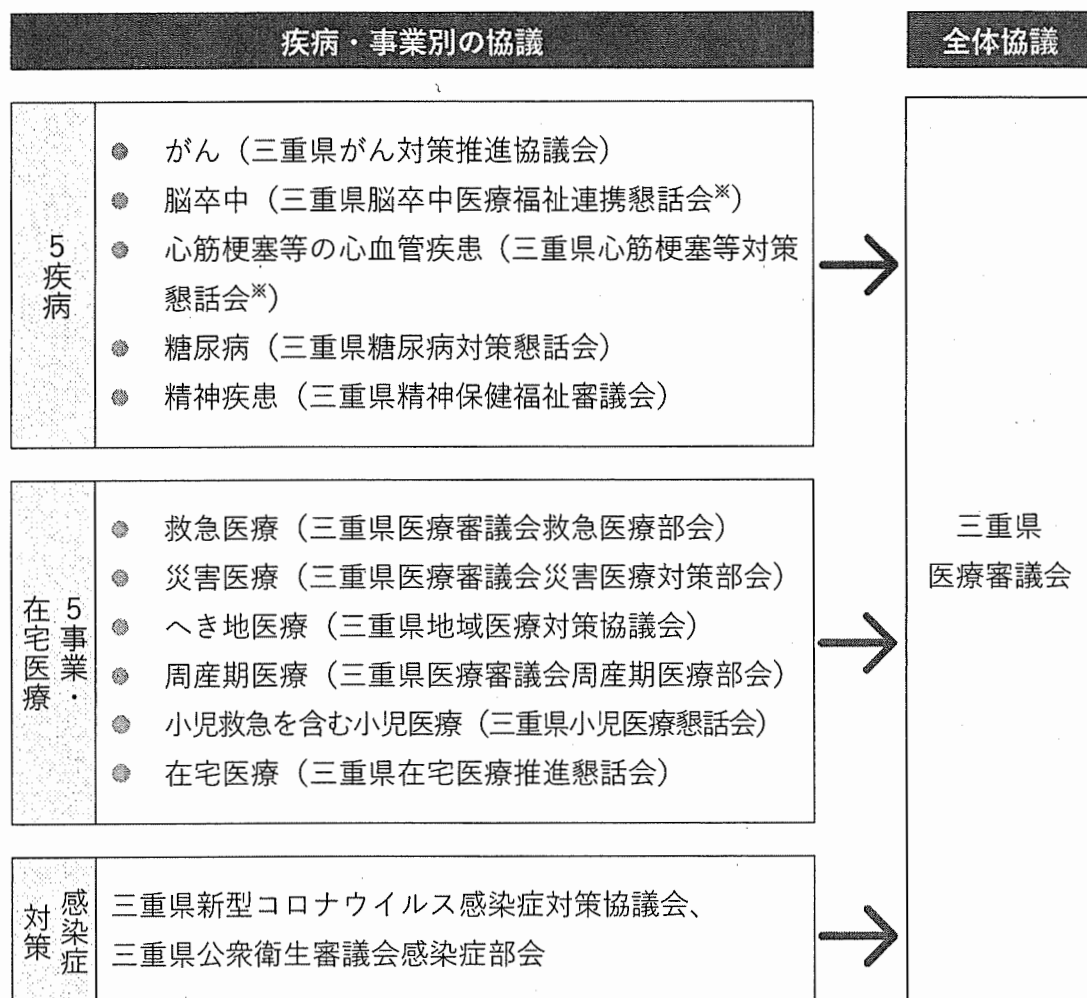 疾病・事業別の協議
全体協議
5疾病
● がん（三重県がん対策推進協議会）
● 脳卒中（三重県脳卒中医療福祉連携懇話会※）
● 心筋梗塞等の心血管疾患（三重県心筋梗塞等対策
懇話会※）
● 糖尿病（三重県糖尿病対策懇話会）
● 精神疾患（三重県精神保健福祉審議会）
5事業・
在宅医療
● 救急医療（三重県医療審議会救急医療部会）
● 災害医療（三重県医療審議会災害医療対策部会）
● へき地医療（三重県地域医療対策協議会）
● 周産期医療（三重県医療審議会周産期医療部会）
● 小児救急を含む小児医療（三重県小児医療懇話会）
● 在宅医療（三重県在宅医療推進懇話会）
感染症
対策
三重県新型コロナウイルス感染症対策協議会、
三重県公衆衛生審議会感染症部会
三重県
医療審議会